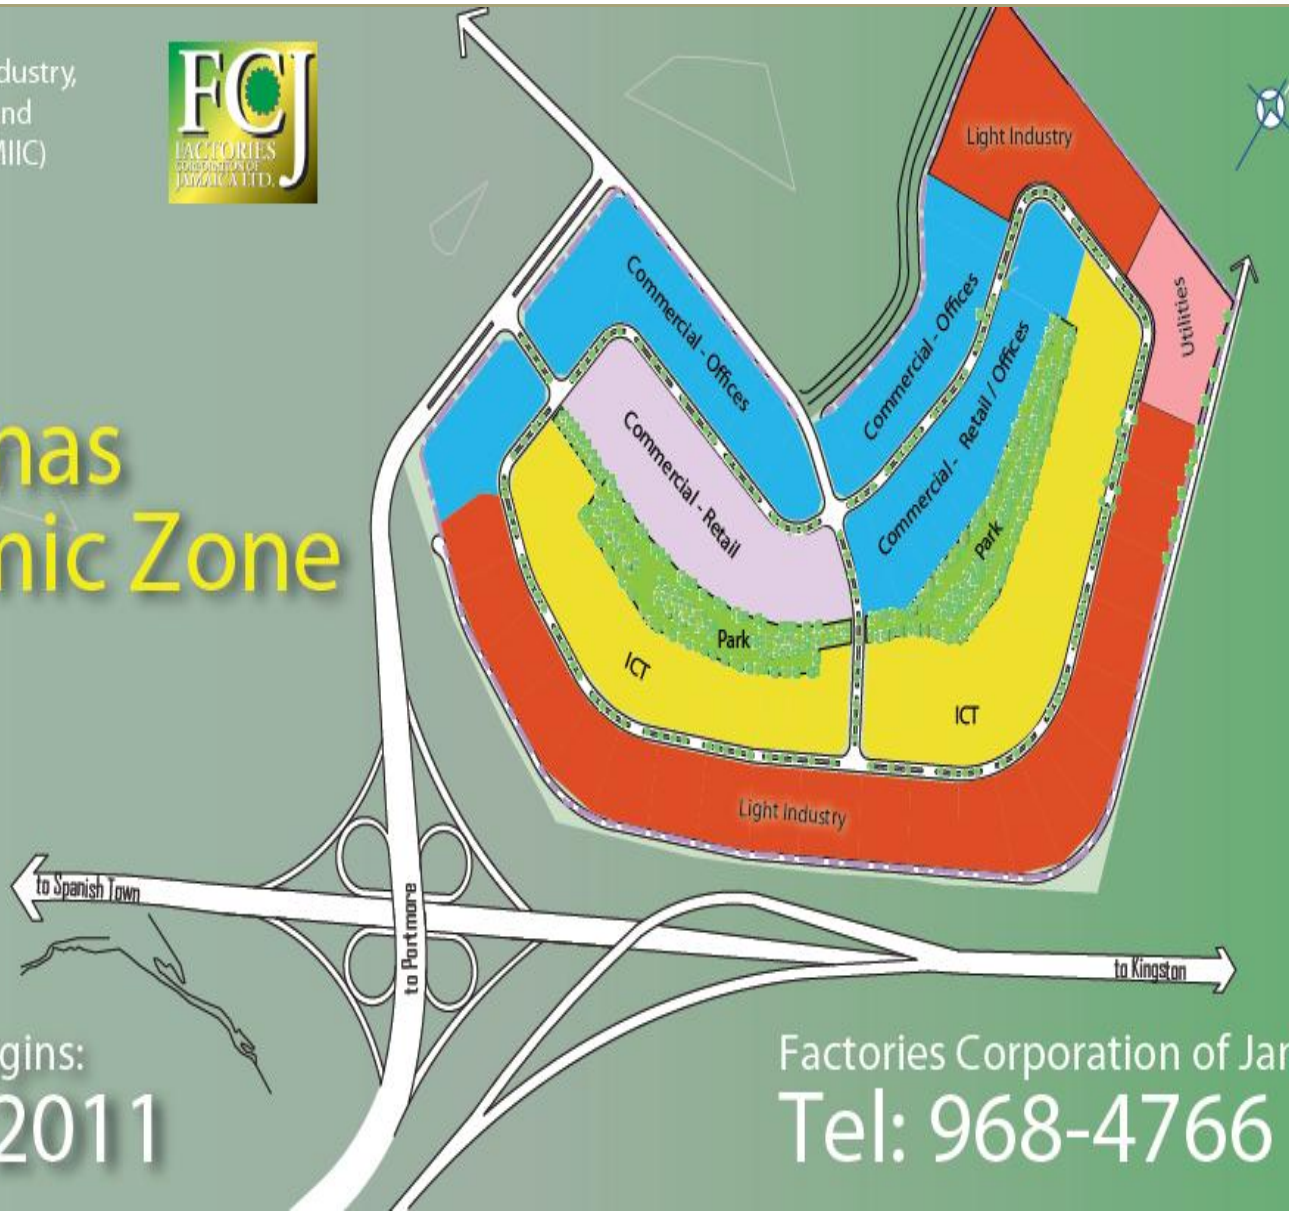 dustry,
nd
MIIC)
FCJ
FACTORIES
CORPORATION OF
JAMAICA LTD.
Light Industry
Utilities
Commercial - Offices
Commercial - Offices
Commercial - Retail / Offices
Commercial - Retail
Park
Park
ICT
ICT
Light Industry
nas
mic Zone
to Spanish Town
to Portmore
to Kingston
gins:
2011
Factories Corporation of Jam
Tel: 968-4766